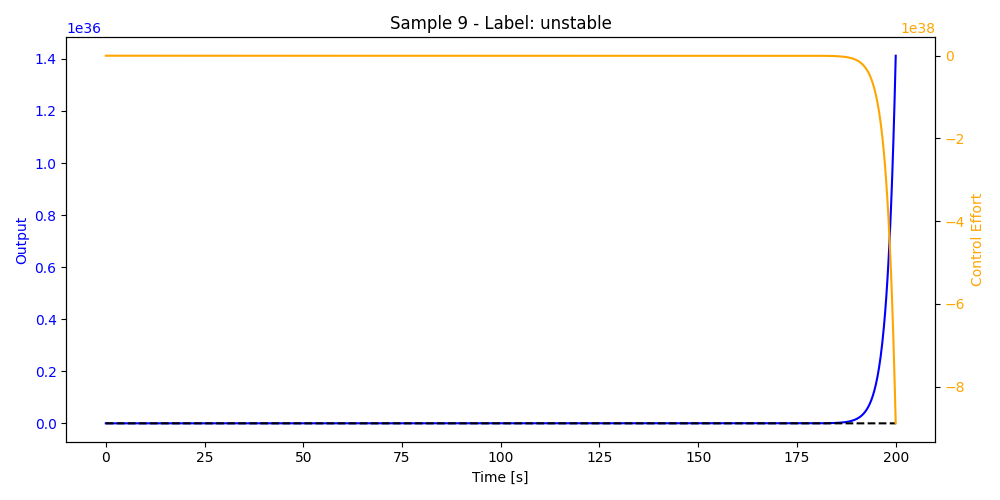 Sample 9 - Label: unstable
1e36
1e38
1.4
1.2
1.0
0.8
0.6
0.4
0.2
0.0
Output
0
−2
−4
−6
−8
Control Effort
0 25 50 75 100 125 150 175 200
Time [s]